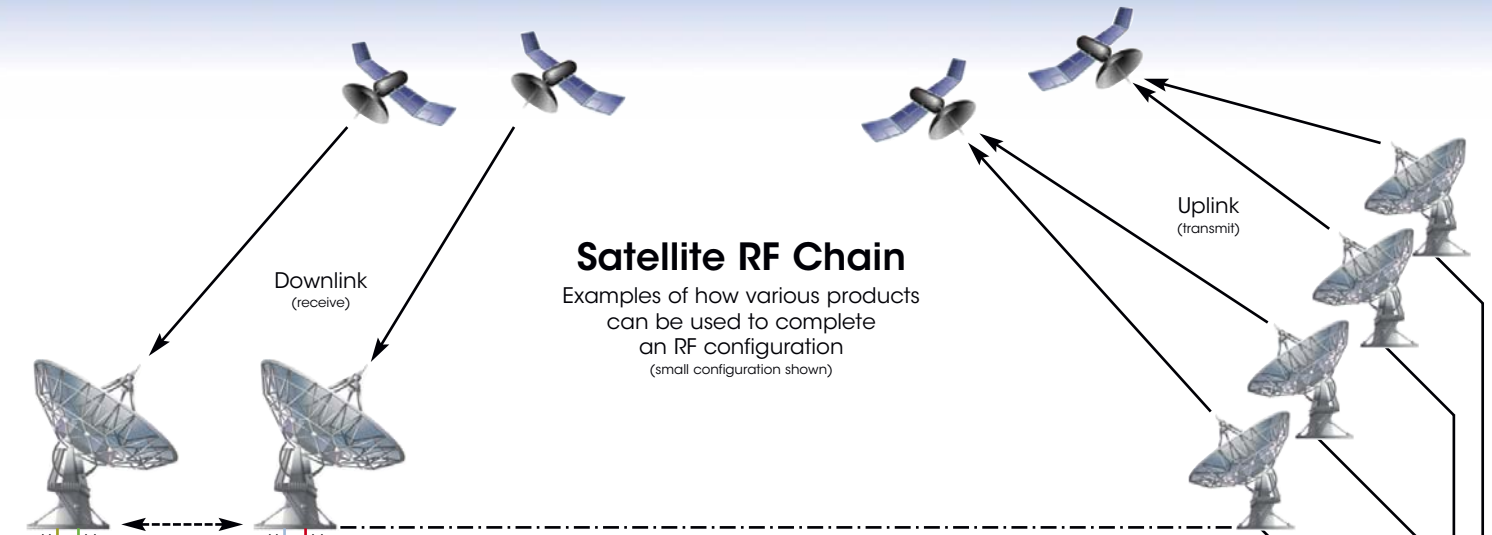 Satellite RF Chain
Examples of how various products
can be used to complete
an RF configuration
(small configuration shown)
Downlink
(receive)
Uplink
(transmit)